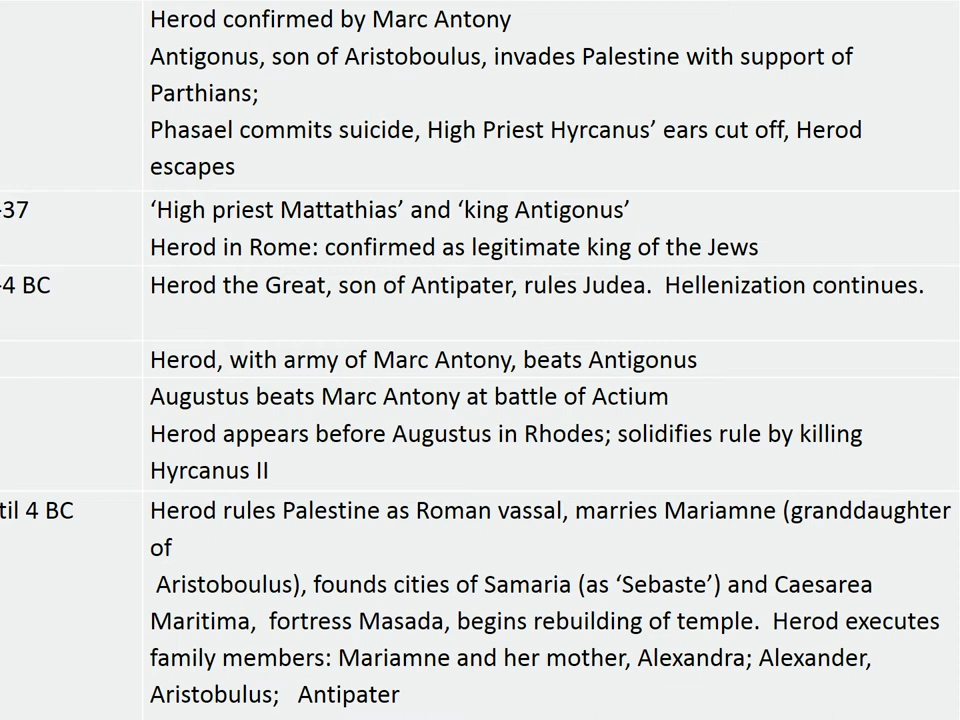 Herod confirmed by Marc Antony
Antigonus, son of Aristoboulus, invades Palestine with support of
Parthians;
Phasael commits suicide, High Priest Hyrcanus’ ears cut off, Herod
escapes
-37 ‘High priest Mattathias’ and ‘king Antigonus’
Herod in Rome: confirmed as legitimate king of the Jews
-4 BC Herod the Great, son of Antipater, rules Judea.  Hellenization continues.
Herod, with army of Marc Antony, beats Antigonus
Augustus beats Marc Antony at battle of Actium
Herod appears before Augustus in Rhodes; solidifies rule by killing
Hyrcanus II
til 4 BC Herod rules Palestine as Roman vassal, marries Mariamne (granddaughter
of
Aristoboulus), founds cities of Samaria (as ‘Sebaste’) and Caesarea
Maritima,  fortress Masada, begins rebuilding of temple.  Herod executes
family members: Mariamne and her mother, Alexandra; Alexander,
Aristobulus;   Antipater